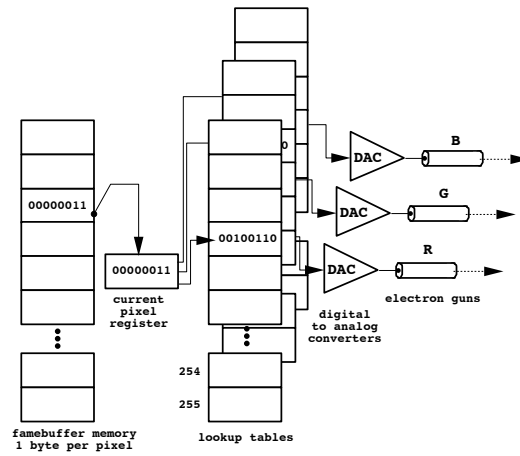 0
B
DAC
G
00000011
DAC
00100110
R
00000011
DAC
current
pixel
register
electron guns
digital
to analog
converters
254
255
famebuffer memory
1 byte per pixel
lookup tables